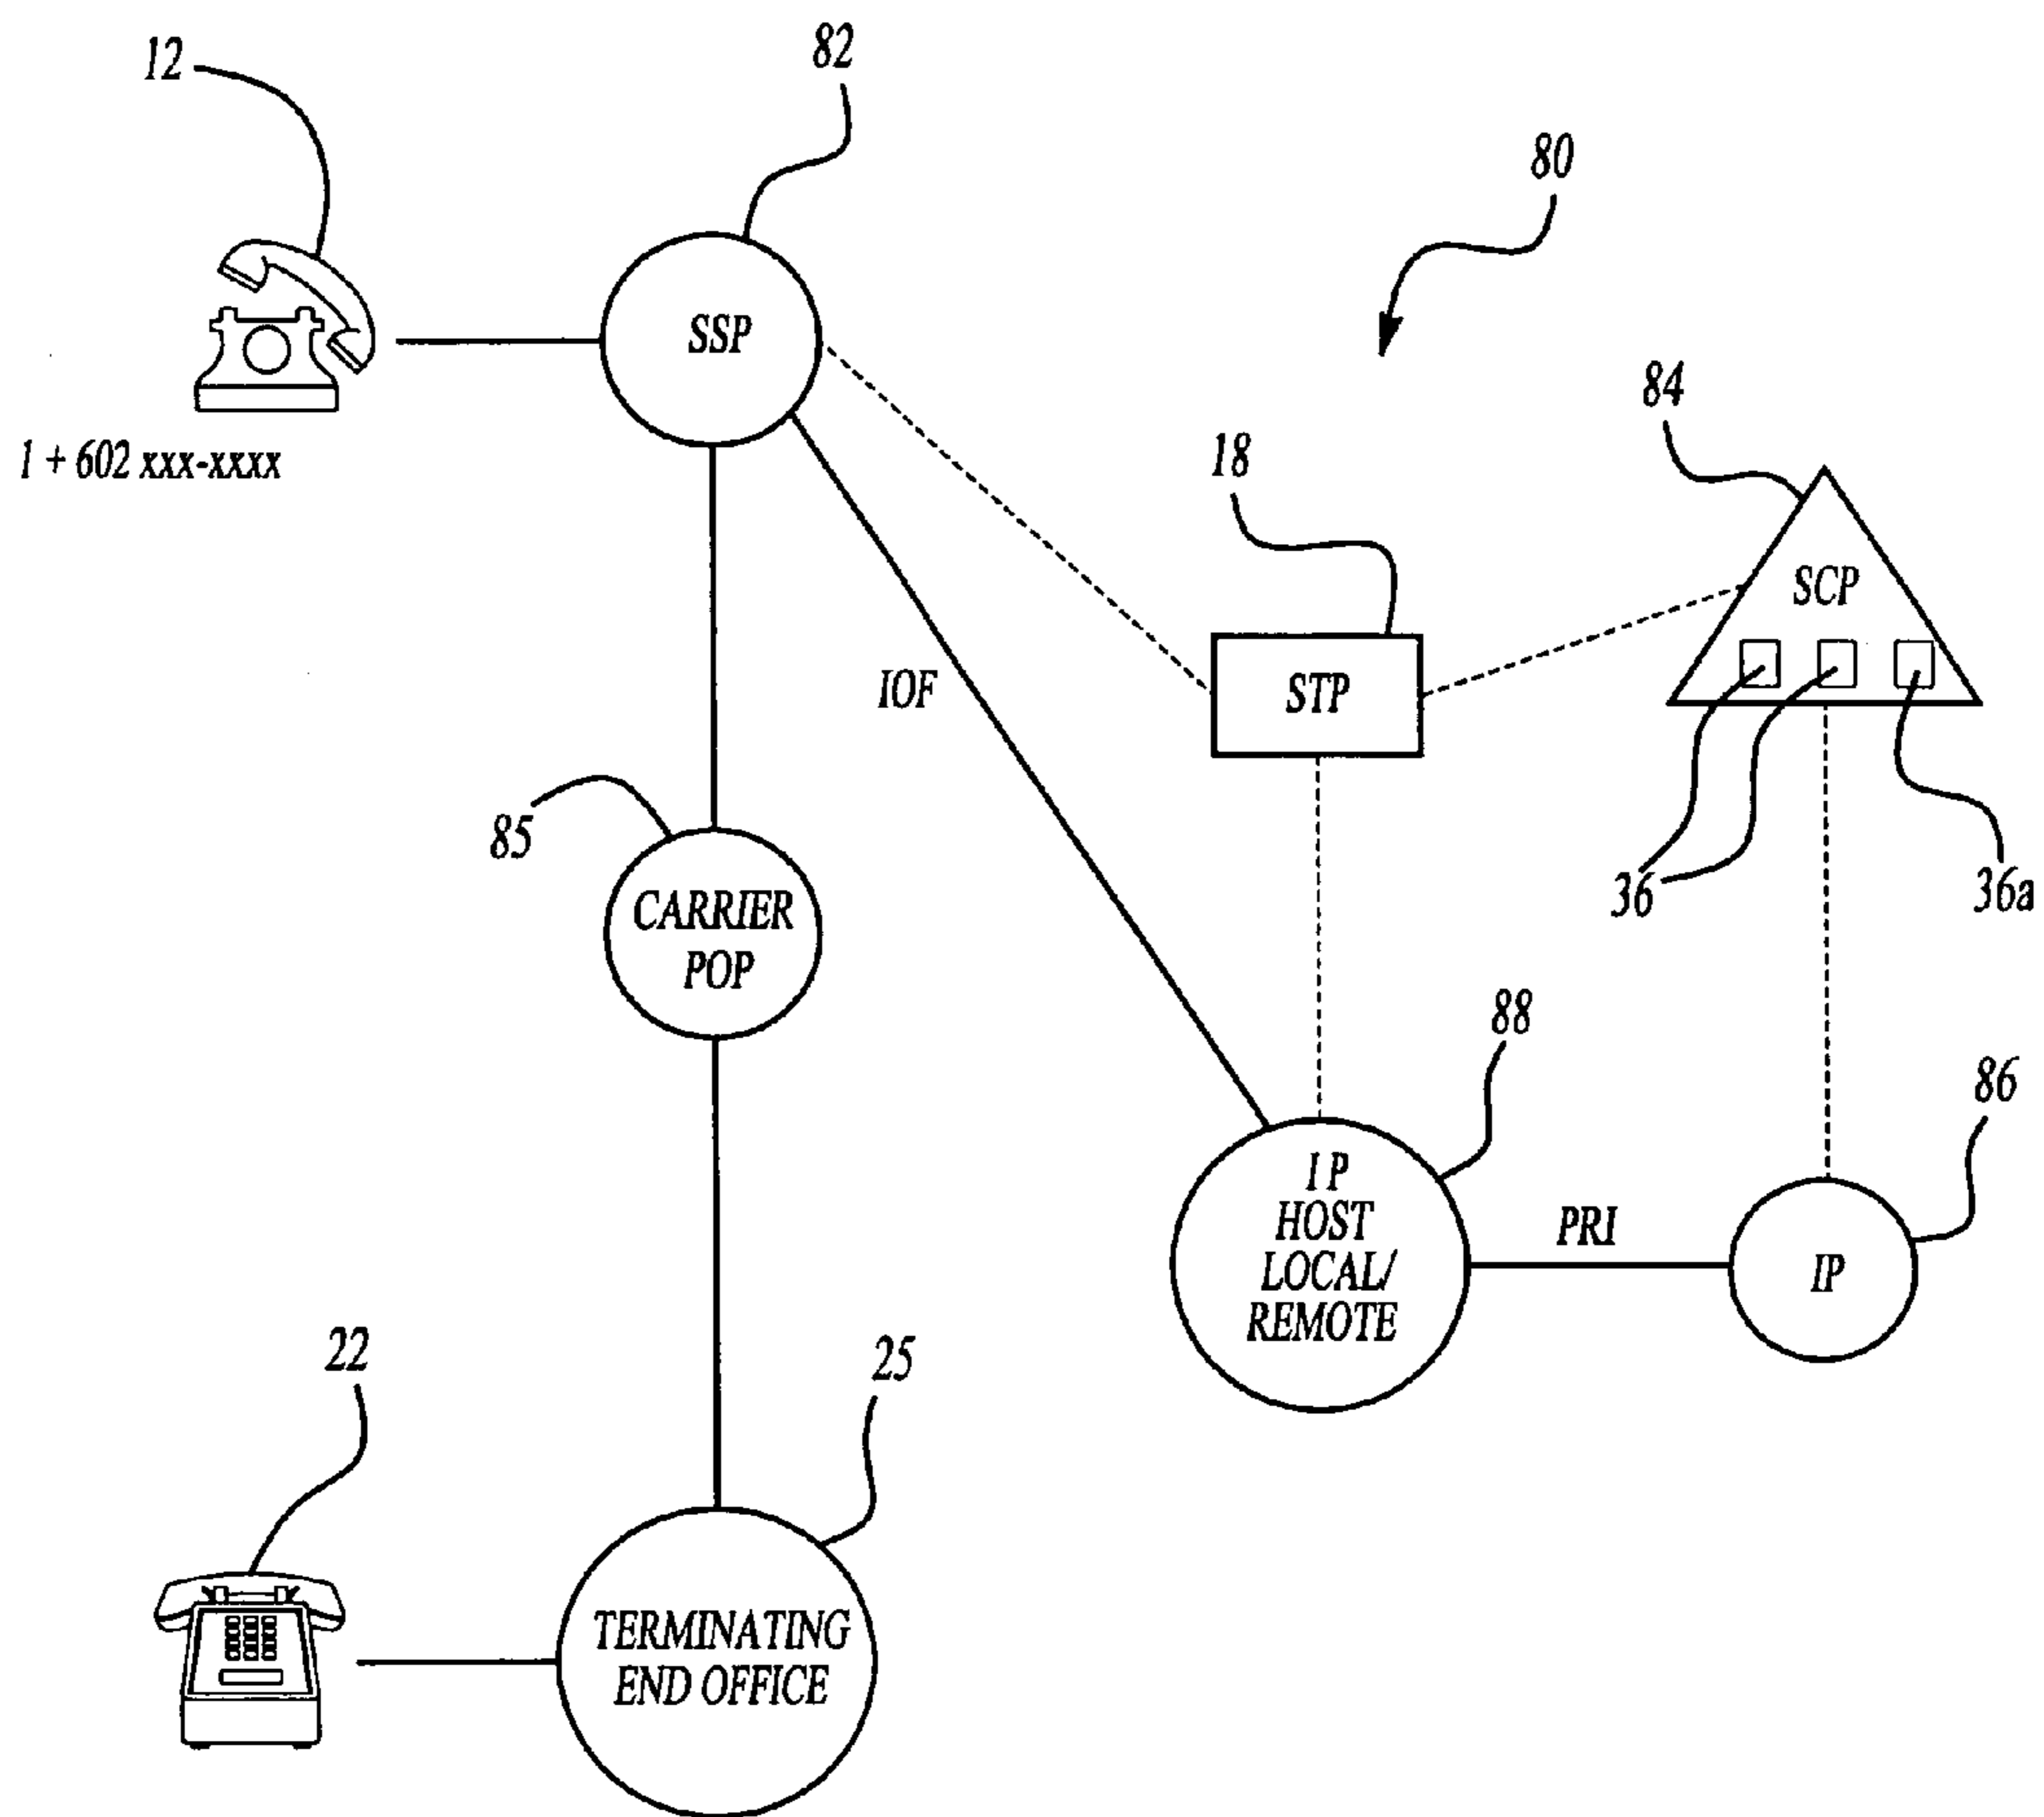 12
82
80
SSP
84
1 + 602 xxx-xxxx
18
SCP
IOF
STP
85
36
36a
CARRIER
POP
88
86
I P
HOST
LOCAL/
REMOTE
PRI
IP
22
25
TERMINATING
END OFFICE